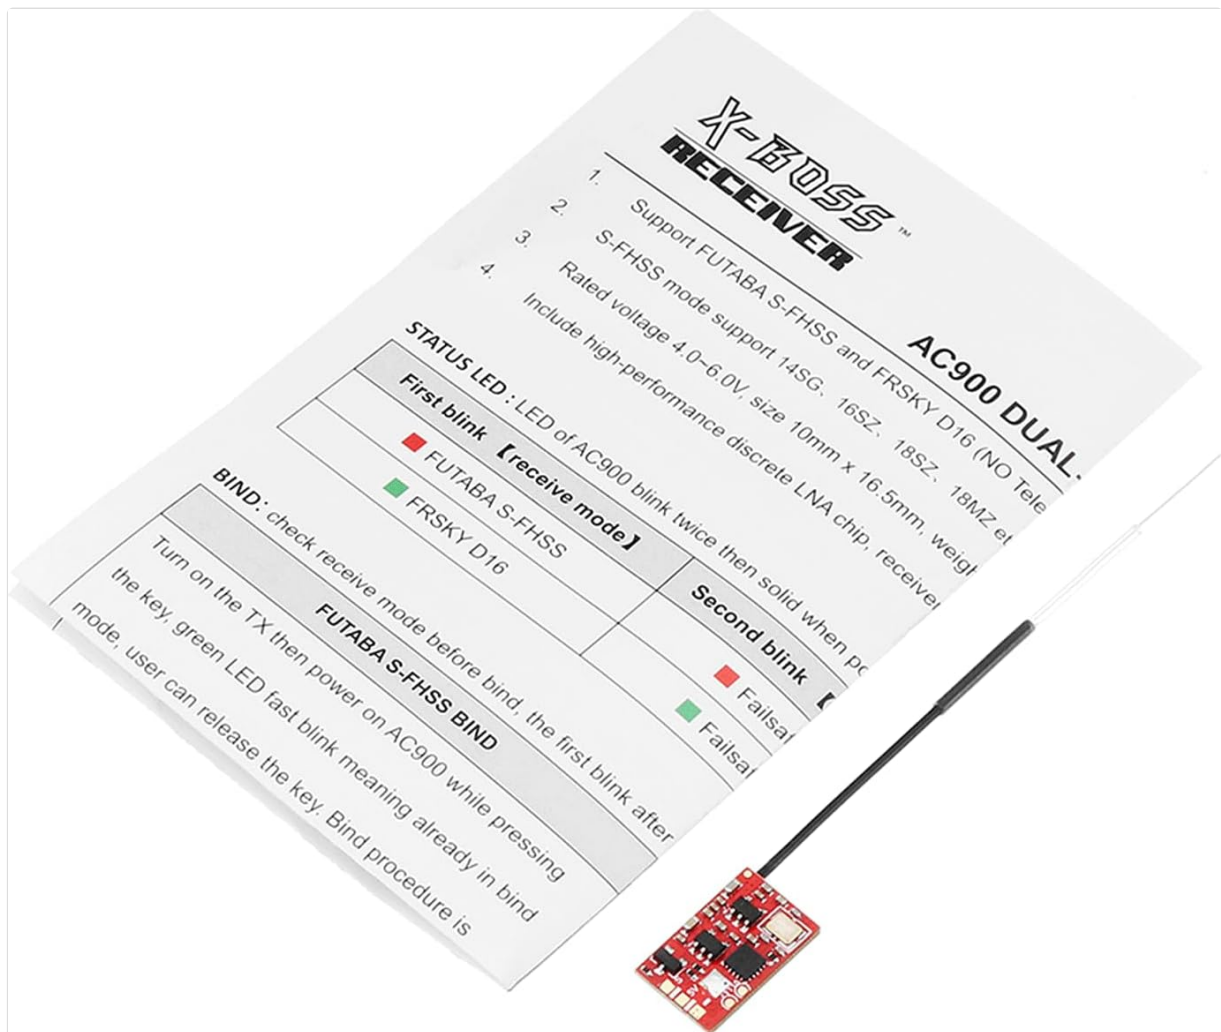 X-BOSS™
RECEIVER
AC900 DUAL
1. Support FUTABA S-FHSS and FRSKY D16 (NO Tele
2. S-FHSS mode support 14SG、16SZ、18SZ、18MZ et
3. Rated voltage 4.0~6.0V, size 10mm x 16.5mm, weigh
4. Include high-performance discrete LNA chip, receive
STATUS LED : LED of AC900 blink twice then solid when po
First blink 【receive mode】
Second blink 【
FUTABA S-FHSS
Failsaf
FRSKY D16
Failsaf
BIND: check receive mode before bind, the first blink after
FUTABA S-FHSS BIND
Turn on the TX then power on AC900 while pressing
the key, green LED fast blink meaning already in bind
mode, user can release the key. Bind procedure is